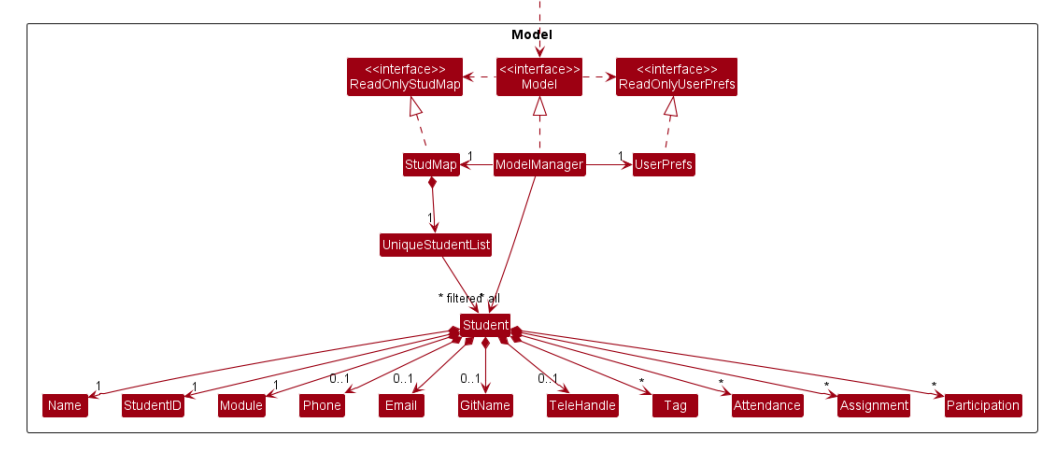 Model
<<interface>>
ReadOnlyStudMap
<<interface>>
Model
<<interface>>
ReadOnlyUserPrefs
StudMap
1
ModelManager
1
UserPrefs
1
UniqueStudentList
* filtered
* all
Student
1
1
1
0..1
0..1
0..1
0..1
*
*
*
*
Name
StudentID
Module
Phone
Email
GitName
TeleHandle
Tag
Attendance
Assignment
Participation